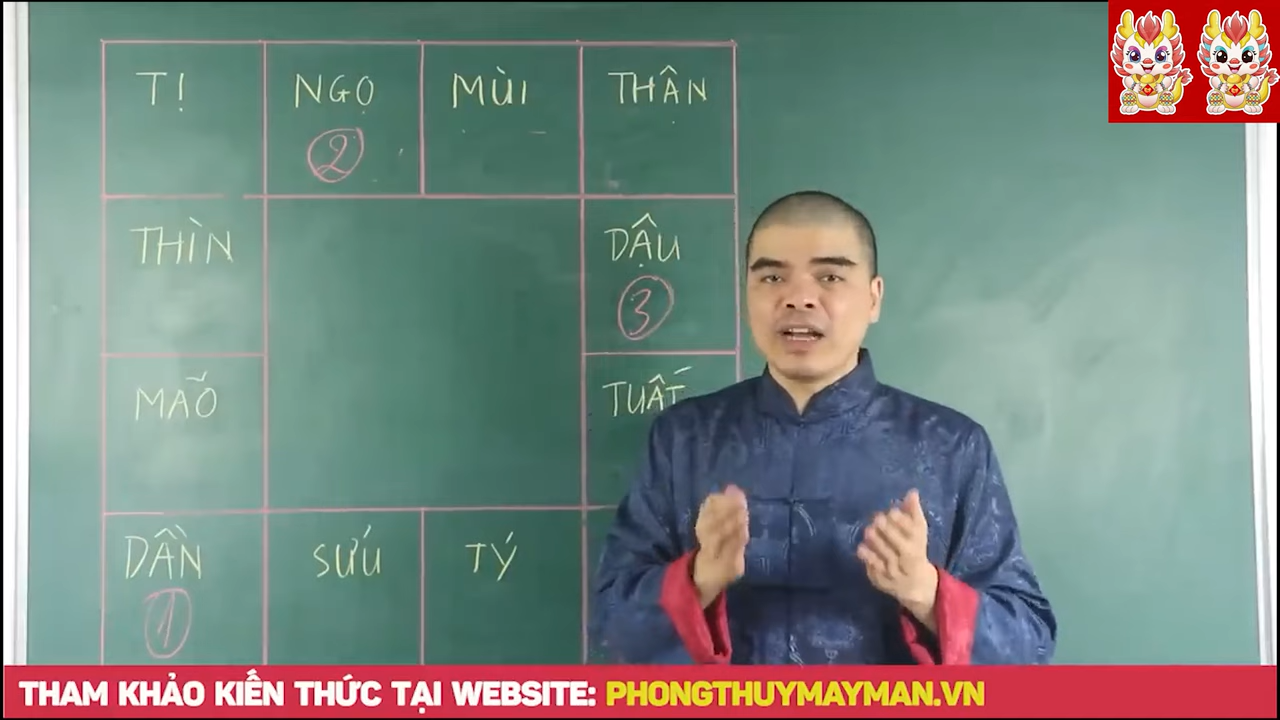 TỊ NGỌ MÙI THÂN
2
THÌN DẬU
3
MÃO TUẤT
DẦN SỬU TÝ
1
THAM KHẢO KIẾN THỨC TẠI WEBSITE: PHONGTHUYMAYMAN.VN